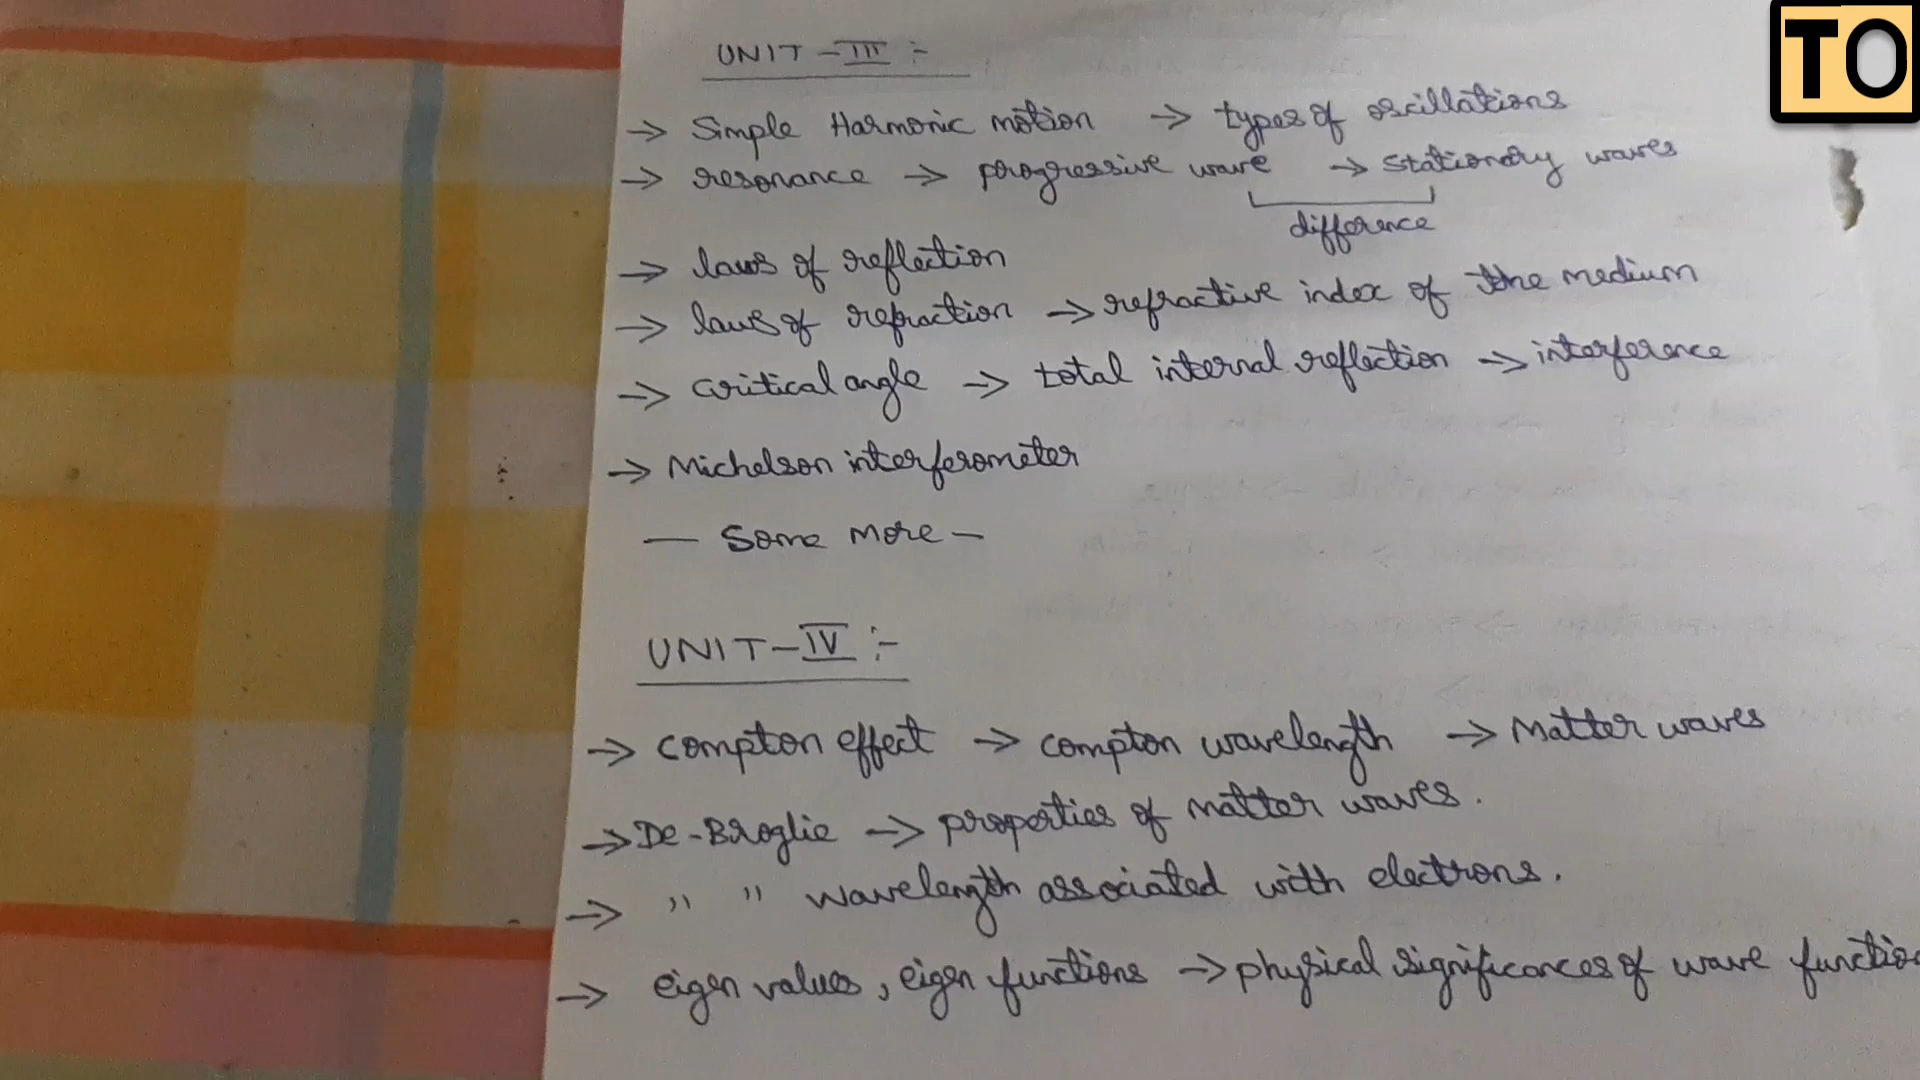 TO
UNIT-III :-
→ Simple Harmonic motion → types of oscillations
→ resonance → progressive wave → stationary waves
difference
→ laws of reflection
→ laws of refraction → refractive index of the medium
→ critical angle → total internal reflection → interference
→ Michelson interferometer
— Some more —
UNIT-IV :-
→ compton effect → compton wavelength → Matter waves
→ De-Broglie → properties of matter waves.
→ " " wavelength associated with electrons.
→ eigen values, eigen functions → physical significances of wave function